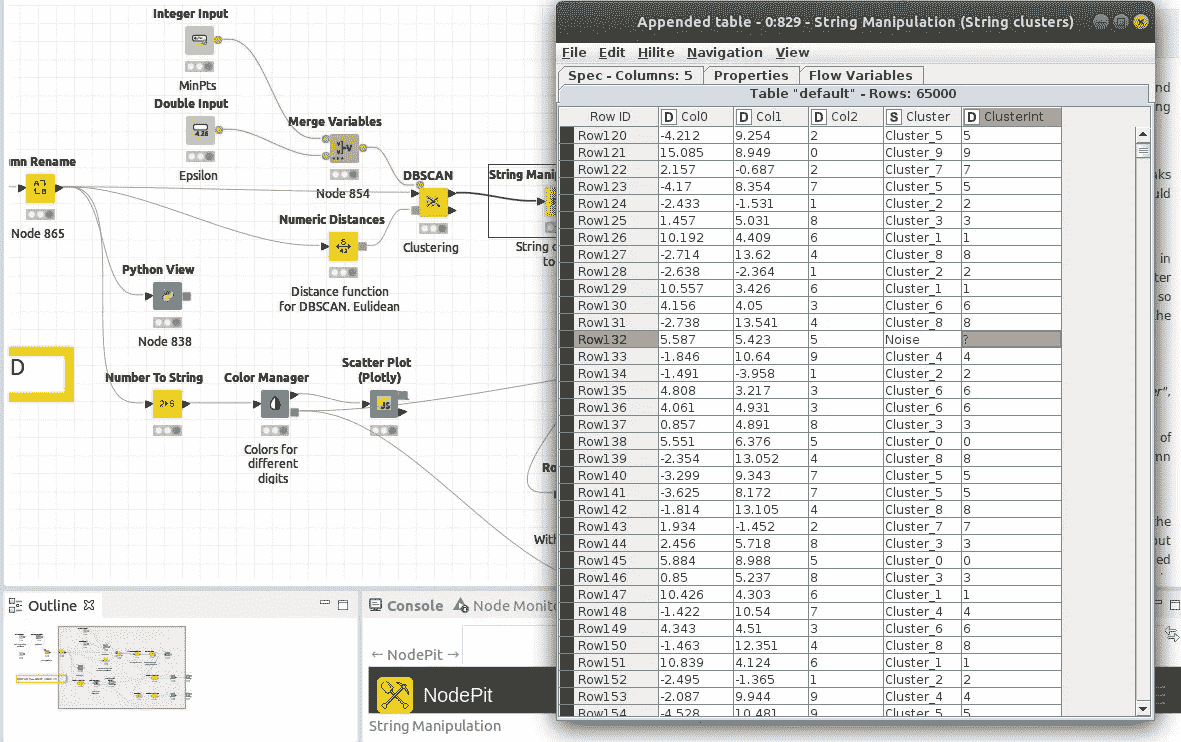 Integer Input
MinPts
Double Input
4.26
Epsilon
Merge Variables
Node 854
mn Rename
Node 865
DBSCAN
Clustering
String Manip
String c
to
Numeric Distances
Distance function
for DBSCAN. Eulidean
Python View
Node 838
D
Number To String
2▸S
Color Manager
Colors for
different
digits
Scatter Plot
(Plotly)
JS
Ro
With
Outline
Console
Node Monito
← NodePit →
NodePit
String Manipulation
Appended table - 0:829 - String Manipulation (String clusters)
File Edit Hilite Navigation View
Spec - Columns: 5 Properties Flow Variables
Table "default" - Rows: 65000
Row ID D Col0 D Col1 D Col2 S Cluster D ClusterInt
Row120 -4.212 9.254 2 Cluster_5 5
Row121 15.085 8.949 0 Cluster_9 9
Row122 2.157 -0.687 2 Cluster_7 7
Row123 -4.17 8.354 7 Cluster_5 5
Row124 -2.433 -1.531 1 Cluster_2 2
Row125 1.457 5.031 8 Cluster_3 3
Row126 10.192 4.409 6 Cluster_1 1
Row127 -2.714 13.62 4 Cluster_8 8
Row128 -2.638 -2.364 1 Cluster_2 2
Row129 10.557 3.426 6 Cluster_1 1
Row130 4.156 4.05 3 Cluster_6 6
Row131 -2.738 13.541 4 Cluster_8 8
Row132 5.587 5.423 5 Noise ?
Row133 -1.846 10.64 9 Cluster_4 4
Row134 -1.491 -3.958 1 Cluster_2 2
Row135 4.808 3.217 3 Cluster_6 6
Row136 4.061 4.931 3 Cluster_6 6
Row137 0.857 4.891 8 Cluster_3 3
Row138 5.551 6.376 5 Cluster_0 0
Row139 -2.354 13.052 4 Cluster_8 8
Row140 -3.299 9.343 7 Cluster_5 5
Row141 -3.625 8.172 7 Cluster_5 5
Row142 -1.814 13.105 4 Cluster_8 8
Row143 1.934 -1.452 2 Cluster_7 7
Row144 2.456 5.718 8 Cluster_3 3
Row145 5.884 8.988 5 Cluster_0 0
Row146 0.85 5.237 8 Cluster_3 3
Row147 10.426 4.303 6 Cluster_1 1
Row148 -1.422 10.54 7 Cluster_4 4
Row149 4.343 4.51 3 Cluster_6 6
Row150 -1.463 12.351 4 Cluster_8 8
Row151 10.839 4.124 6 Cluster_1 1
Row152 -2.495 -1.365 1 Cluster_2 2
Row153 -2.087 9.944 9 Cluster_4 4
Row154 -4.528 10.481 9 Cluster_5 5